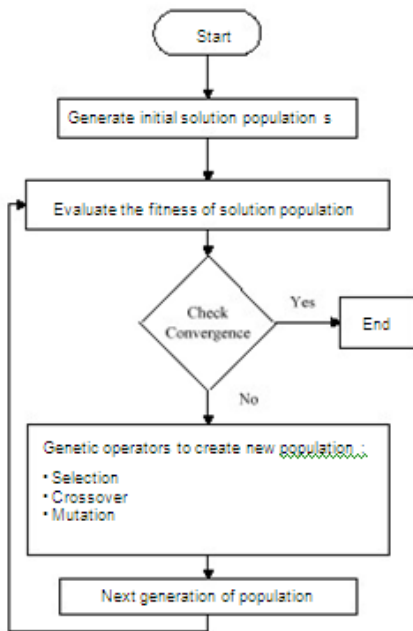 Start
Generate initial solution population s
Evaluate the fitness of solution population
Check
Convergence
Yes
End
No
Genetic operators to create new population :
• Selection
• Crossover
• Mutation
Next generation of population